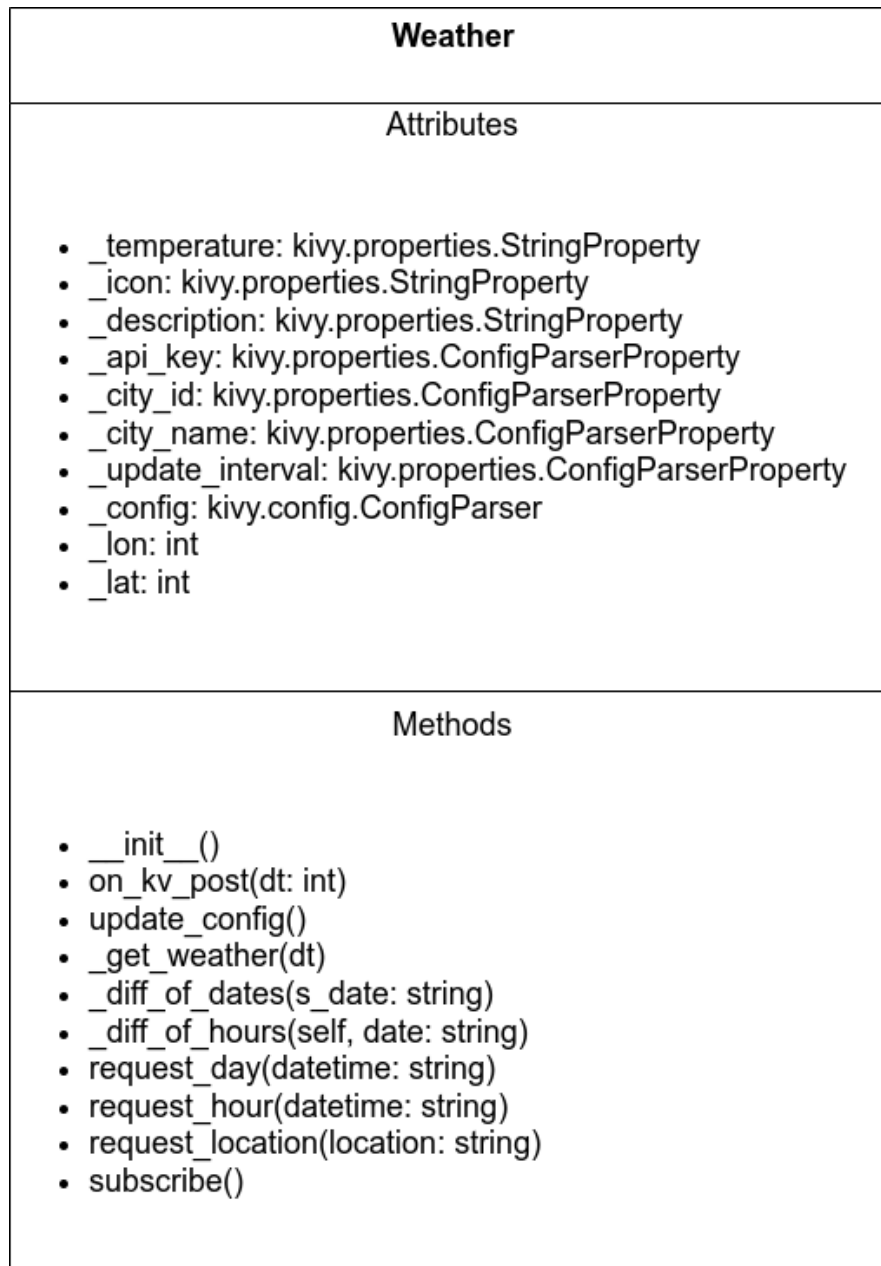 Weather
Attributes
_temperature: kivy.properties.StringProperty
_icon: kivy.properties.StringProperty
_description: kivy.properties.StringProperty
_api_key: kivy.properties.ConfigParserProperty
_city_id: kivy.properties.ConfigParserProperty
_city_name: kivy.properties.ConfigParserProperty
_update_interval: kivy.properties.ConfigParserProperty
_config: kivy.config.ConfigParser
_lon: int
_lat: int
Methods
__init__()
on_kv_post(dt: int)
update_config()
_get_weather(dt)
_diff_of_dates(s_date: string)
_diff_of_hours(self, date: string)
request_day(datetime: string)
request_hour(datetime: string)
request_location(location: string)
subscribe()